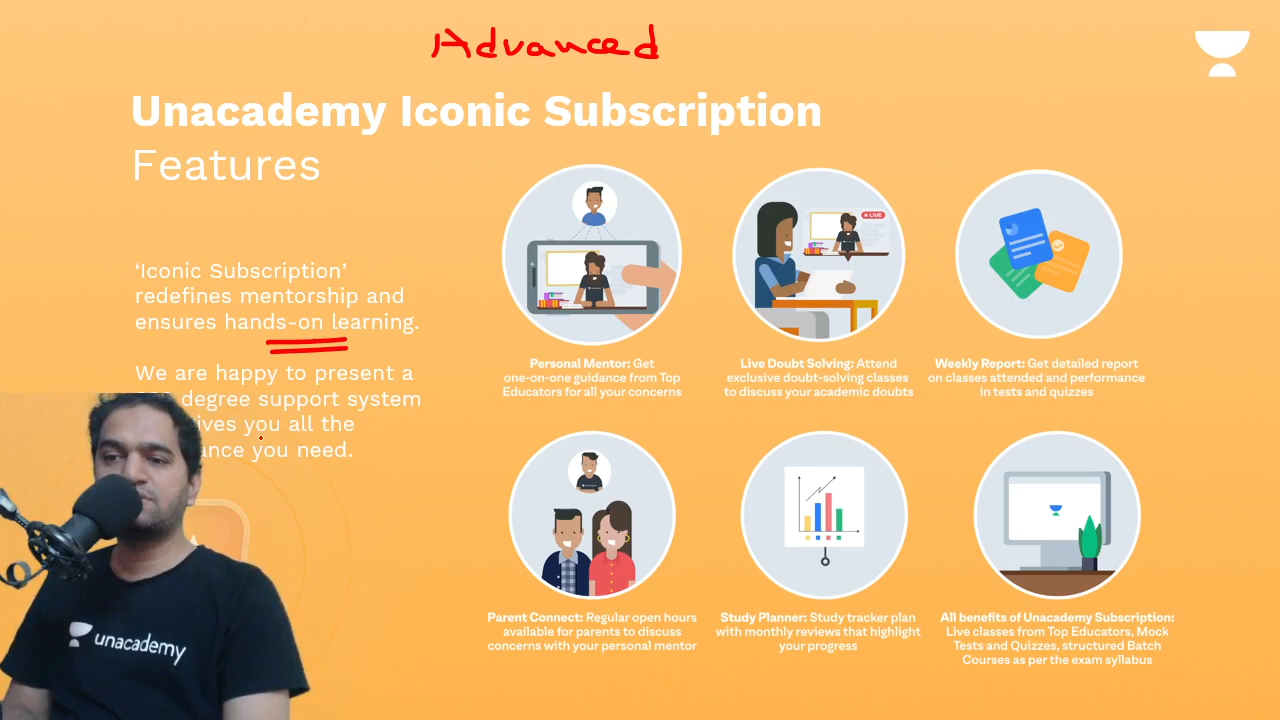 Advanced
Unacademy Iconic Subscription
Features
‘Iconic Subscription’
redefines mentorship and
ensures hands-on learning.
We are happy to present a
degree support system
ives you all the
ance you need.
LIVE
Personal Mentor: Get
one-on-one guidance from Top
Educators for all your concerns
Live Doubt Solving: Attend
exclusive doubt-solving classes
to discuss your academic doubts
Weekly Report: Get detailed report
on classes attended and performance
in tests and quizzes
Parent Connect: Regular open hours
available for parents to discuss
concerns with your personal mentor
Study Planner: Study tracker plan
with monthly reviews that highlight
your progress
All benefits of Unacademy Subscription:
Live classes from Top Educators, Mock
Tests and Quizzes, structured Batch
Courses as per the exam syllabus
unacademy